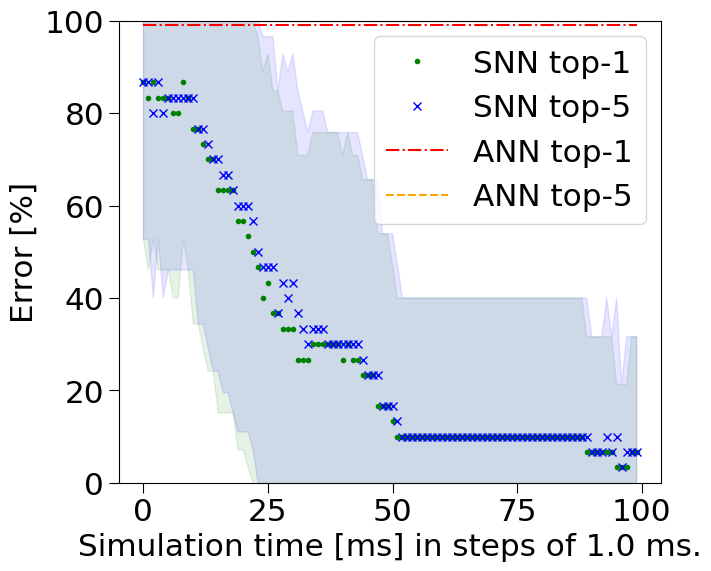 100
80
60
40
20
0
Error [%]
SNN top-1
SNN top-5
ANN top-1
ANN top-5
0 25 50 75 100
Simulation time [ms] in steps of 1.0 ms.